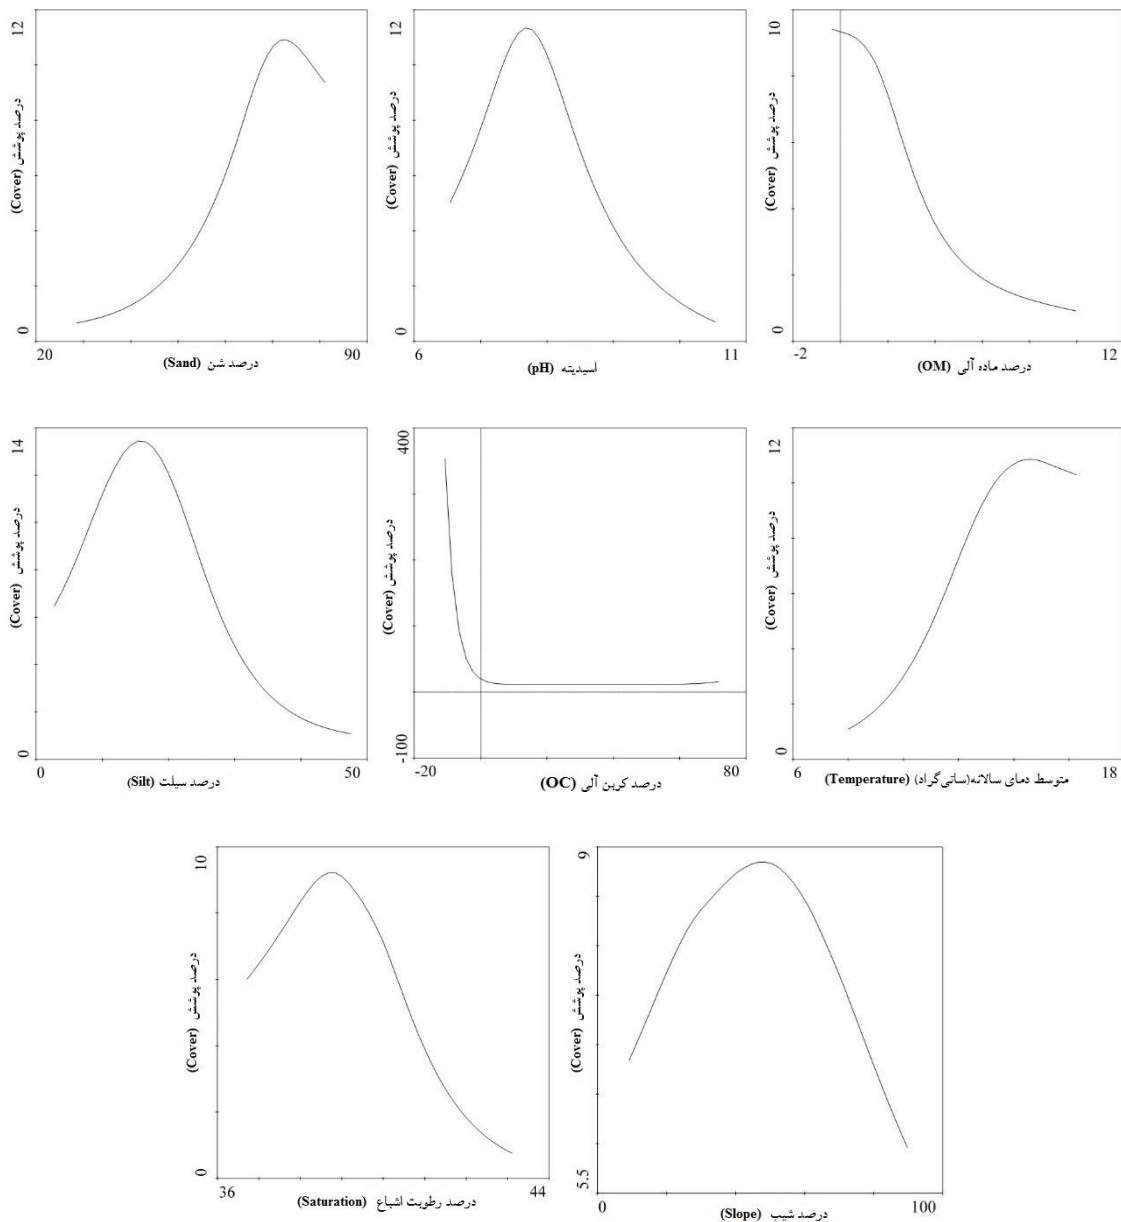 12
درصد پوشش (Cover)
0
20
90
درصد شن (Sand)
12
درصد پوشش (Cover)
0
6
11
اسیدیته (pH)
10
درصد پوشش (Cover)
0
-2
12
درصد ماده آلی (OM)
14
درصد پوشش (Cover)
0
0
50
درصد سیلت (Silt)
400
درصد پوشش (Cover)
-100
-20
80
درصد کربن آلی (OC)
12
درصد پوشش (Cover)
0
6
18
متوسط دمای سالانه(سانتی‌گراد) (Temperature)
10
درصد پوشش (Cover)
0
36
44
درصد رطوبت اشباع (Saturation)
9
درصد پوشش (Cover)
5.5
0
100
درصد شیب (Slope)